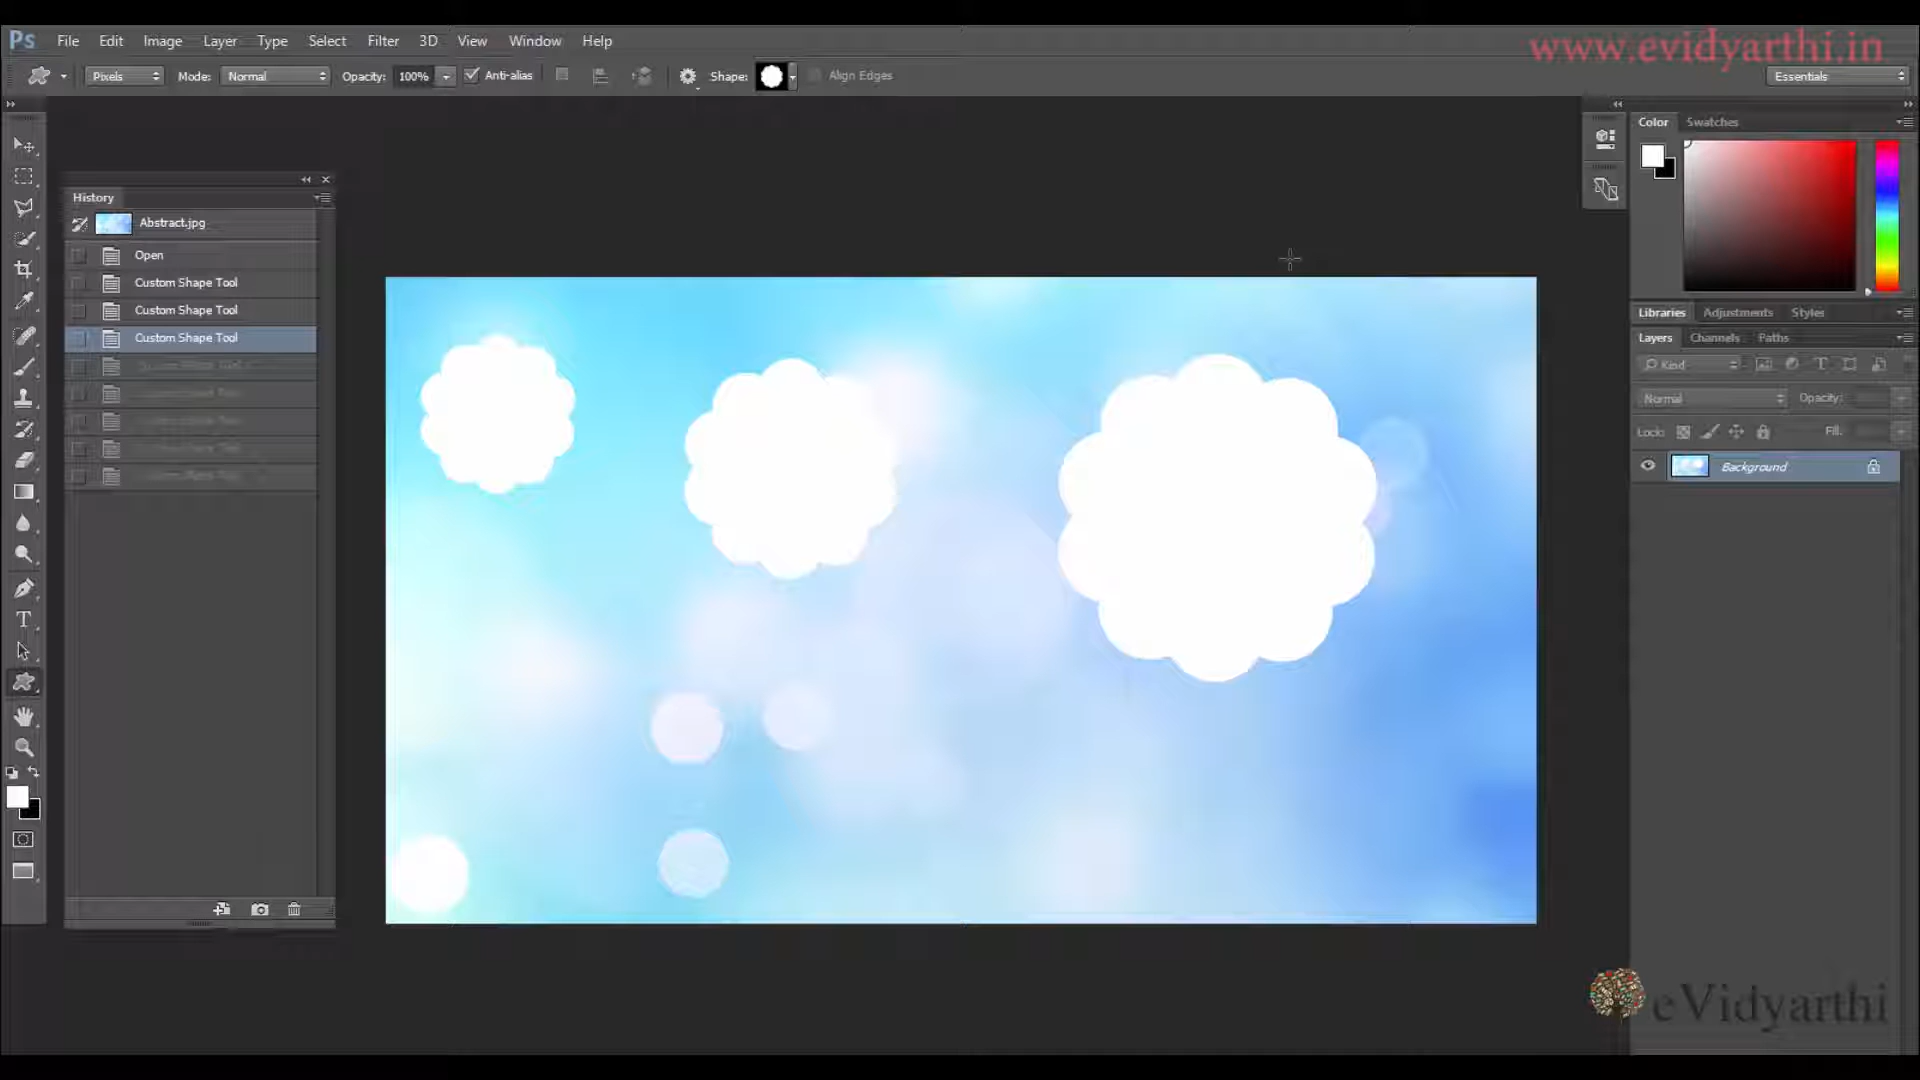 www.evidyarthi.in
Ps File Edit Image Layer Type Select Filter 3D View Window Help
Pixels Mode: Normal Opacity: 100% Anti-alias Shape: Align Edges Essentials
Color Swatches
History
Abstract.jpg
Open
Custom Shape Tool
Custom Shape Tool
Custom Shape Tool
Libraries Adjustments Styles
Layers Channels Paths
Kind
Normal Opacity:
Lock: Fill:
Background
eVidyarthi